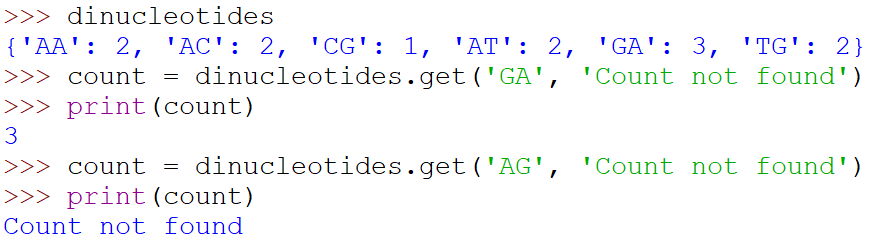 >>> dinucleotides
{'AA': 2, 'AC': 2, 'CG': 1, 'AT': 2, 'GA': 3, 'TG': 2}
>>> count = dinucleotides.get('GA', 'Count not found')
>>> print(count)
3
>>> count = dinucleotides.get('AG', 'Count not found')
>>> print(count)
Count not found